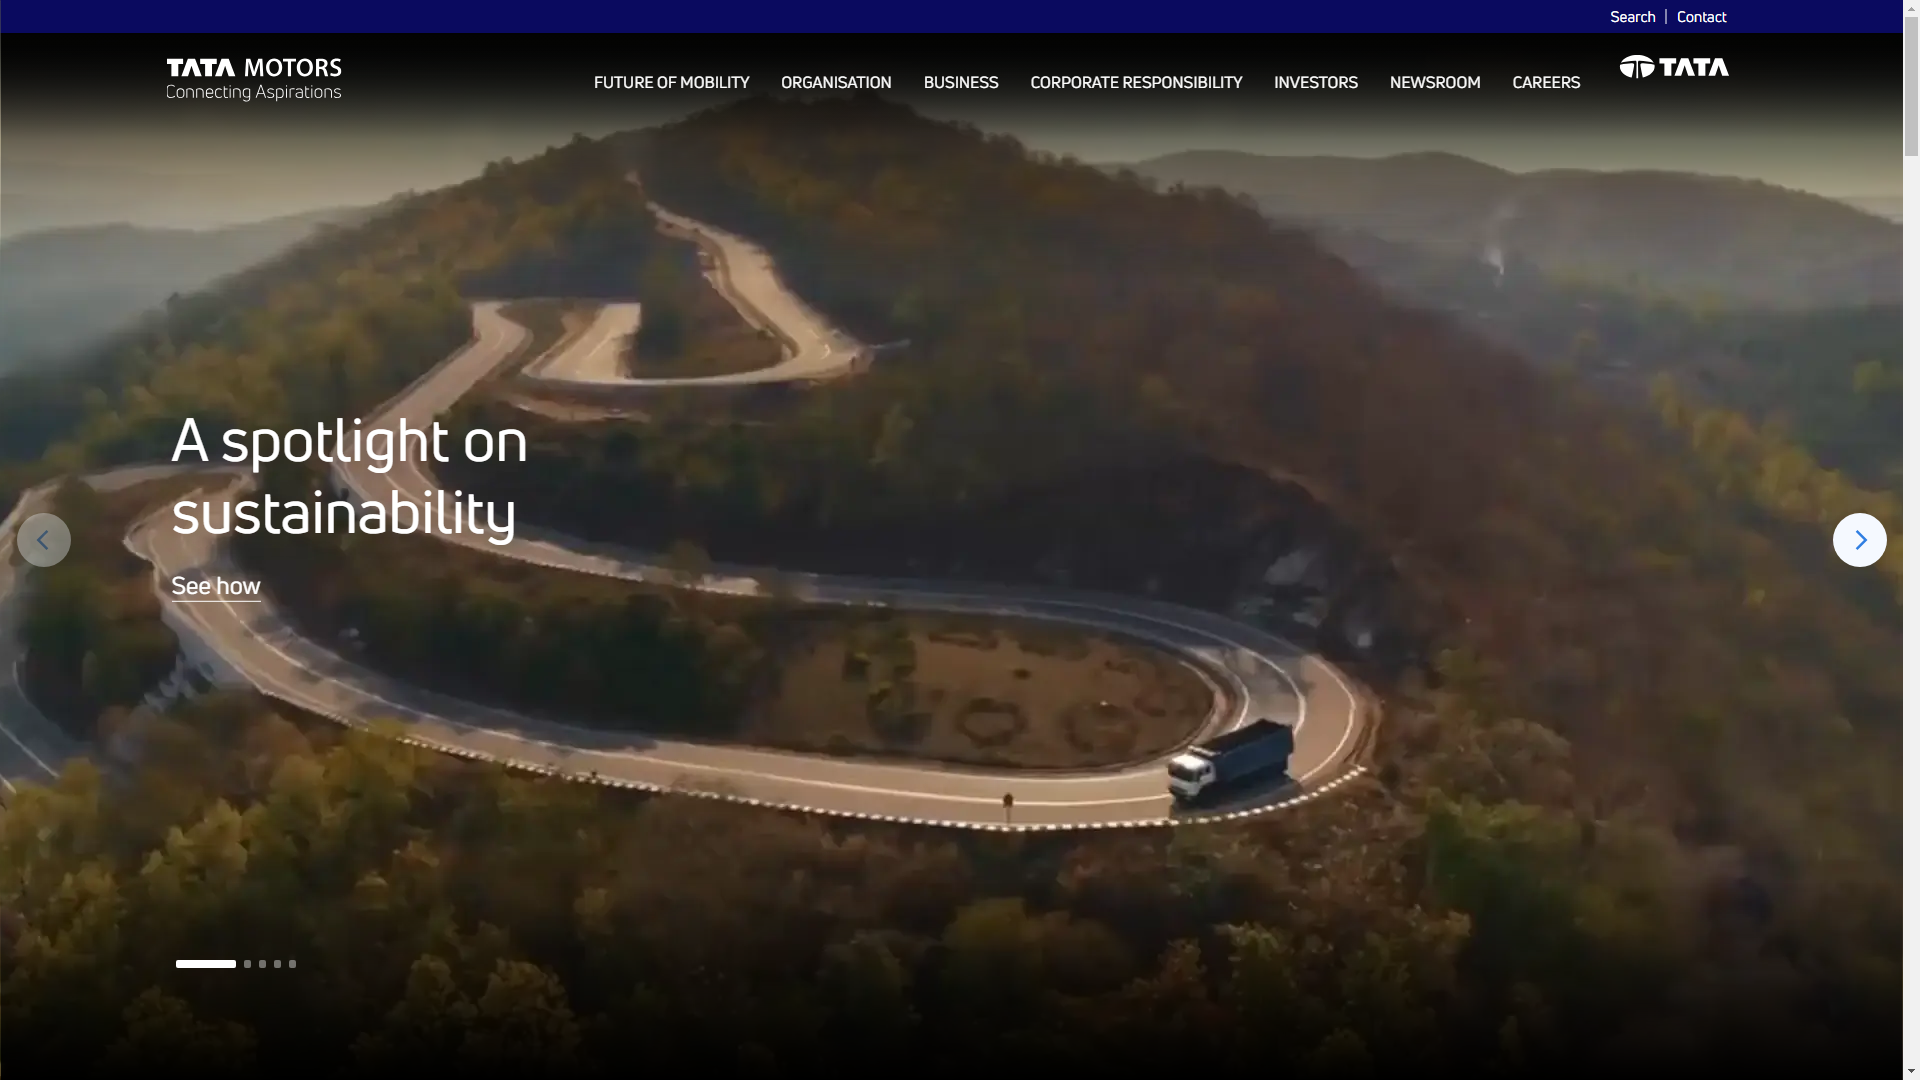 Search | Contact
TATA MOTORS
Connecting Aspirations
FUTURE OF MOBILITY ORGANISATION BUSINESS CORPORATE RESPONSIBILITY INVESTORS NEWSROOM CAREERS
TATA
A spotlight on
sustainability
See how